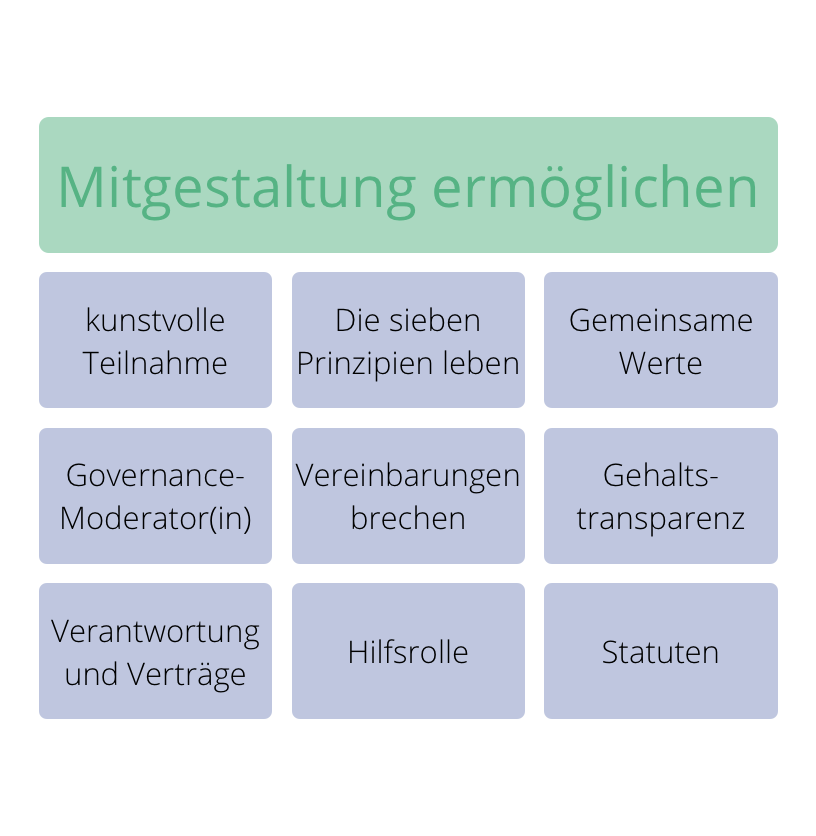 Mitgestaltung ermöglichen
kunstvolle
Teilnahme
Die sieben
Prinzipien leben
Gemeinsame
Werte
Governance-
Moderator(in)
Vereinbarungen
brechen
Gehalts-
transparenz
Verantwortung
und Verträge
Hilfsrolle
Statuten